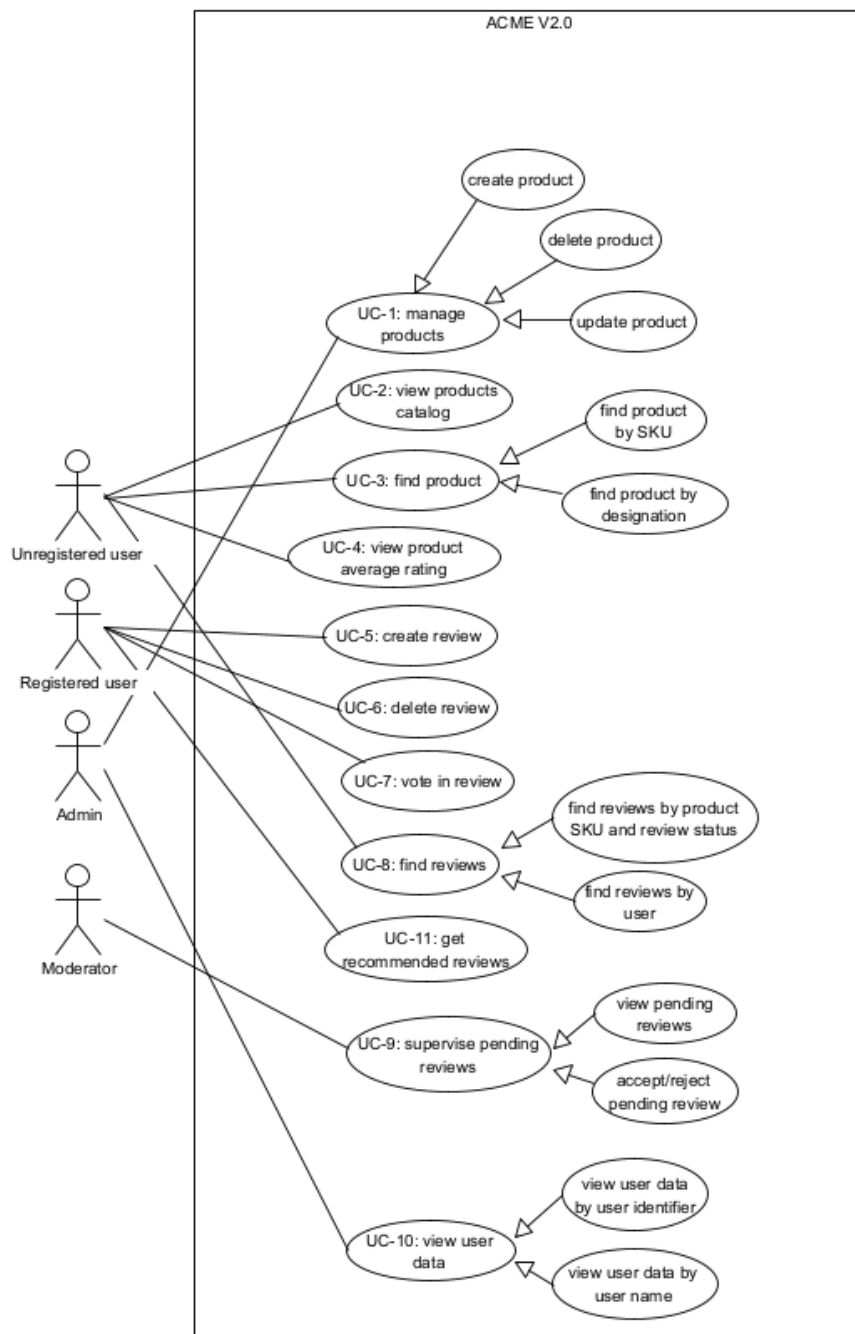 ACME V2.0
create product
delete product
UC-1: manage
products
update product
UC-2: view products
catalog
find product
by SKU
UC-3: find product
find product by
designation
Unregistered user
UC-4: view product
average rating
UC-5: create review
Registered user
UC-6: delete review
UC-7: vote in review
Admin
find reviews by product
SKU and review status
UC-8: find reviews
find reviews by
user
UC-11: get
recommended reviews
Moderator
view pending
reviews
UC-9: supervise pending
reviews
accept/reject
pending review
view user data
by user identifier
UC-10: view user
data
view user data by
user name